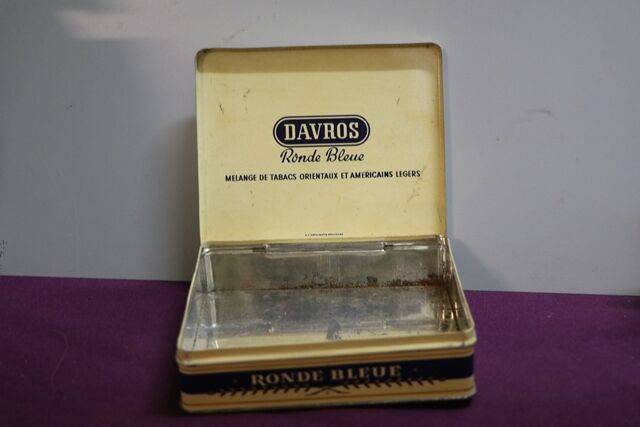 DAVROS
Ronde Bleue
MELANGE DE TABACS ORIENTAUX ET AMERICAINS LEGERS
RONDE BLEUE